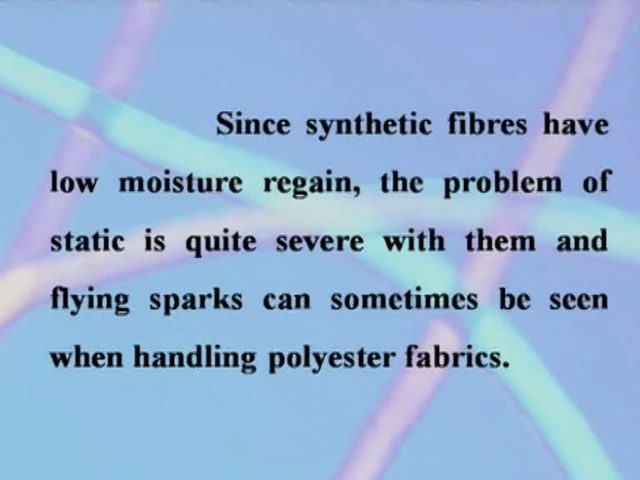 Since synthetic fibres have
low moisture regain, the problem of
static is quite severe with them and
flying sparks can sometimes be seen
when handling polyester fabrics.